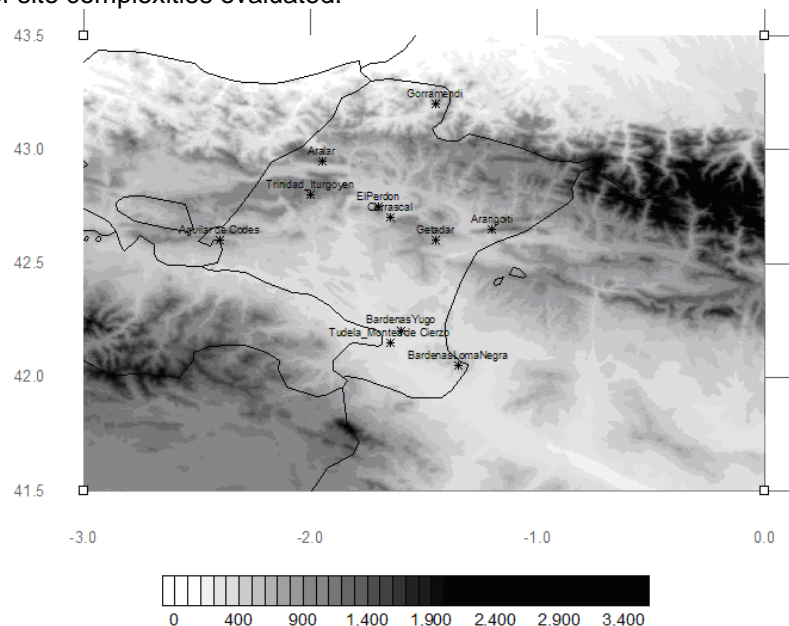 r site complexities evaluated.
43.5
Gorramendi
43.0
Aralar
Trinidad_Iturgoyen
ElPerdon
Carrascal
Aguilar de Codes
Getadar
Arangoiti
42.5
BardenasYugo
Tudela_Montes de Cierzo
BardenasLomaNegra
42.0
41.5
-3.0 -2.0 -1.0 0.0
0 400 900 1.400 1.900 2.400 2.900 3.400